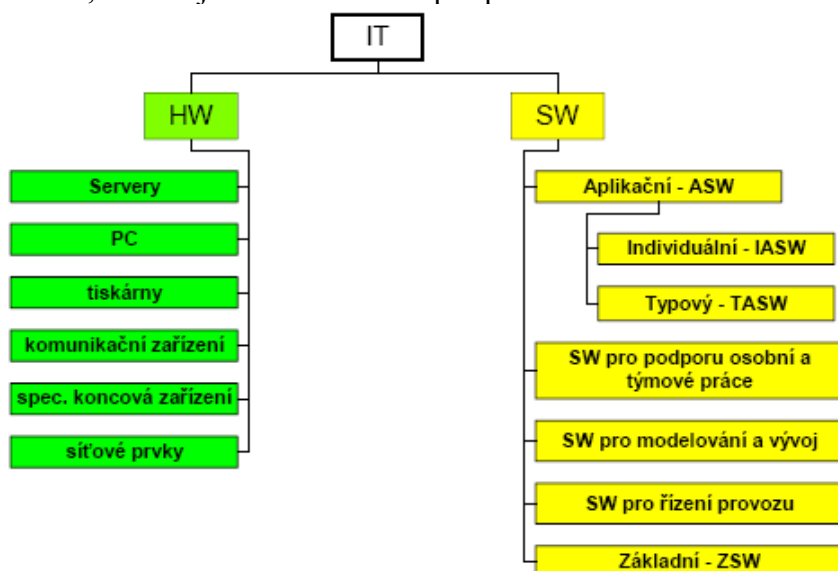 IT
HW
SW
Servery
PC
tiskárny
komunikační zařízení
spec. koncová zařízení
síťové prvky
Aplikační - ASW
Individuální - IASW
Typový - TASW
SW pro podporu osobní a
týmové práce
SW pro modelování a vývoj
SW pro řízení provozu
Základní - ZSW